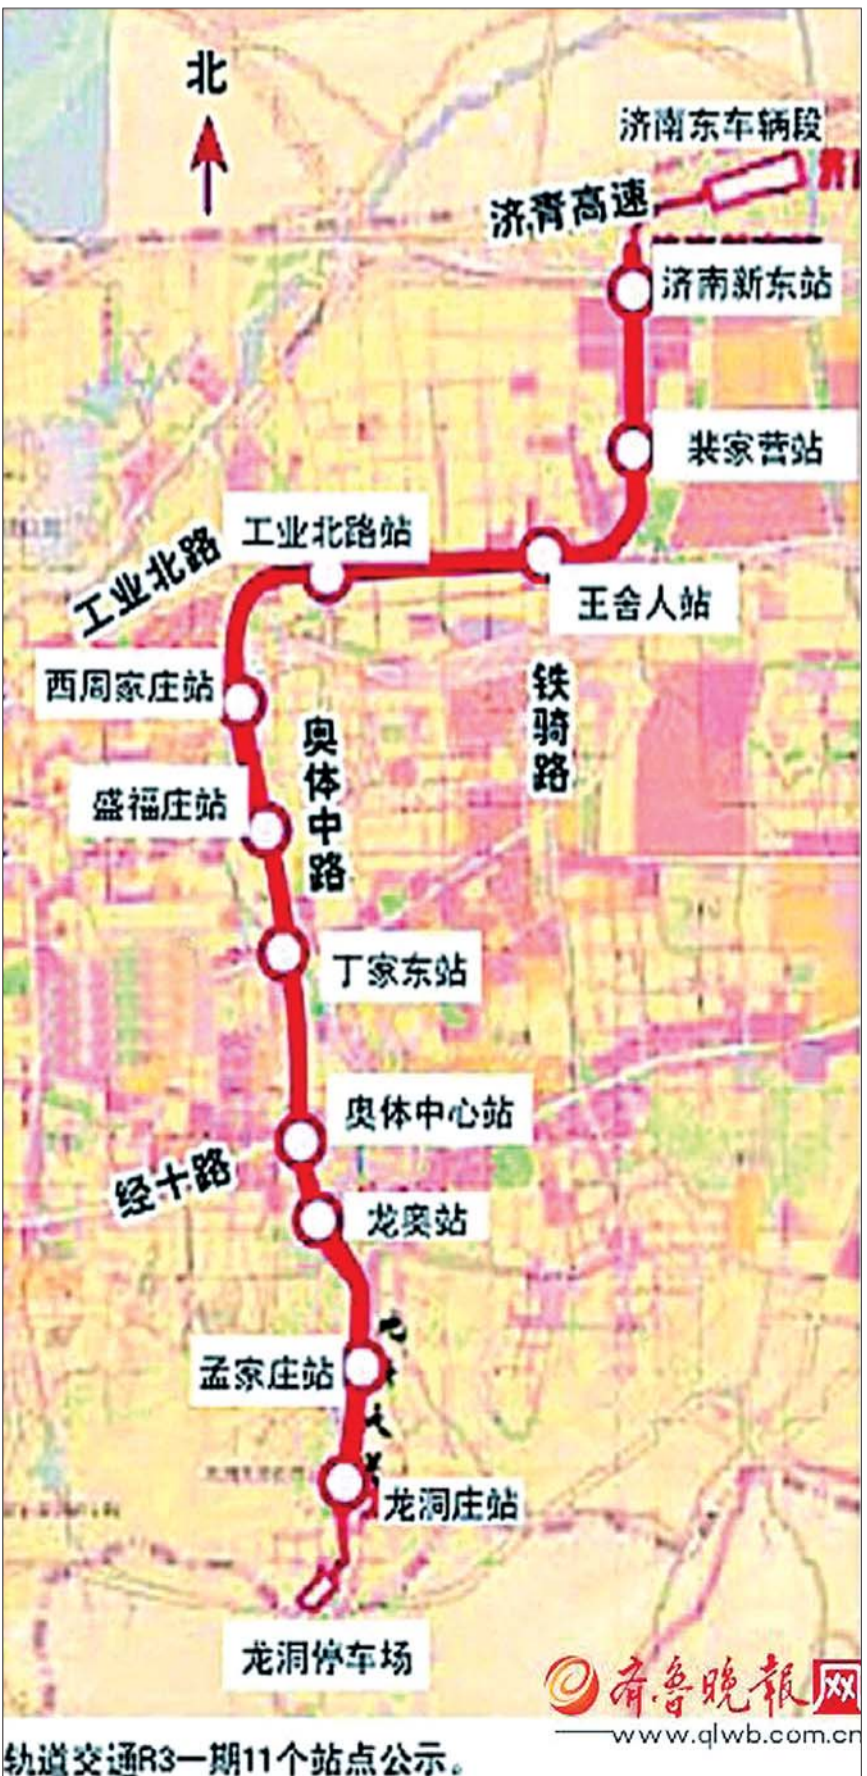 北
济南东车辆段
济青高速
济南新东站
裴家营站
工业北路站
工业北路
王舍人站
西周家庄站
铁骑路
奥体中路
盛福庄站
丁家东站
奥体中心站
经十路
龙奥站
孟家庄站
龙洞庄站
龙洞停车场
齐鲁晚报网
www.qlwb.com.cn
轨道交通R3一期11个站点公示。